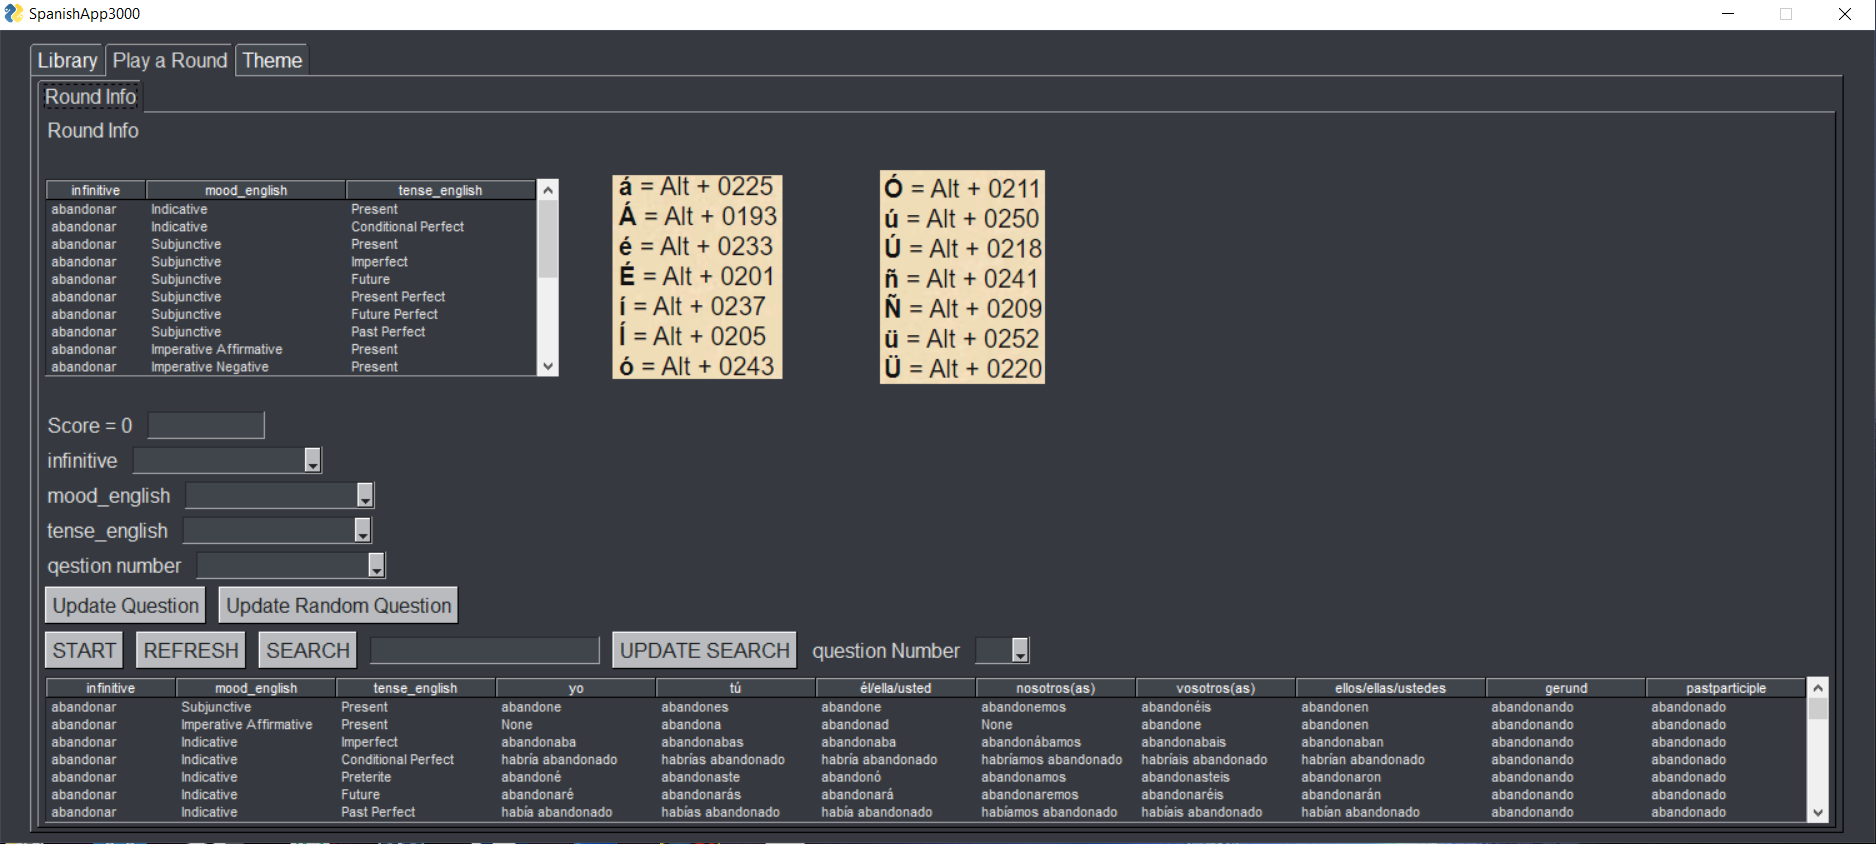 SpanishApp3000
Library Play a Round Theme
Round Info
Round Info
infinitive mood_english tense_english
abandonar Indicative Present
abandonar Indicative Conditional Perfect
abandonar Subjunctive Present
abandonar Subjunctive Imperfect
abandonar Subjunctive Future
abandonar Subjunctive Present Perfect
abandonar Subjunctive Future Perfect
abandonar Subjunctive Past Perfect
abandonar Imperative Affirmative Present
abandonar Imperative Negative Present
á = Alt + 0225
Á = Alt + 0193
é = Alt + 0233
É = Alt + 0201
í = Alt + 0237
Í = Alt + 0205
ó = Alt + 0243
Ó = Alt + 0211
ú = Alt + 0250
Ú = Alt + 0218
ñ = Alt + 0241
Ñ = Alt + 0209
ü = Alt + 0252
Ü = Alt + 0220
Score = 0
infinitive
mood_english
tense_english
qestion number
Update Question Update Random Question
START REFRESH SEARCH UPDATE SEARCH question Number
infinitive mood_english tense_english yo tú él/ella/usted nosotros(as) vosotros(as) ellos/ellas/ustedes gerund pastparticiple
abandonar Subjunctive Present abandone abandones abandone abandonemos abandonéis abandonen abandonando abandonado
abandonar Imperative Affirmative Present None abandona abandonad None abandone abandonen abandonando abandonado
abandonar Indicative Imperfect abandonaba abandonabas abandonaba abandonábamos abandonabais abandonaban abandonando abandonado
abandonar Indicative Conditional Perfect habría abandonado habrías abandonado habría abandonado habríamos abandonado habríais abandonado habrían abandonado abandonando abandonado
abandonar Indicative Preterite abandoné abandonaste abandonó abandonamos abandonasteis abandonaron abandonando abandonado
abandonar Indicative Future abandonaré abandonarás abandonará abandonaremos abandonaréis abandonarán abandonando abandonado
abandonar Indicative Past Perfect había abandonado habías abandonado había abandonado habíamos abandonado habíais abandonado habían abandonado abandonando abandonado